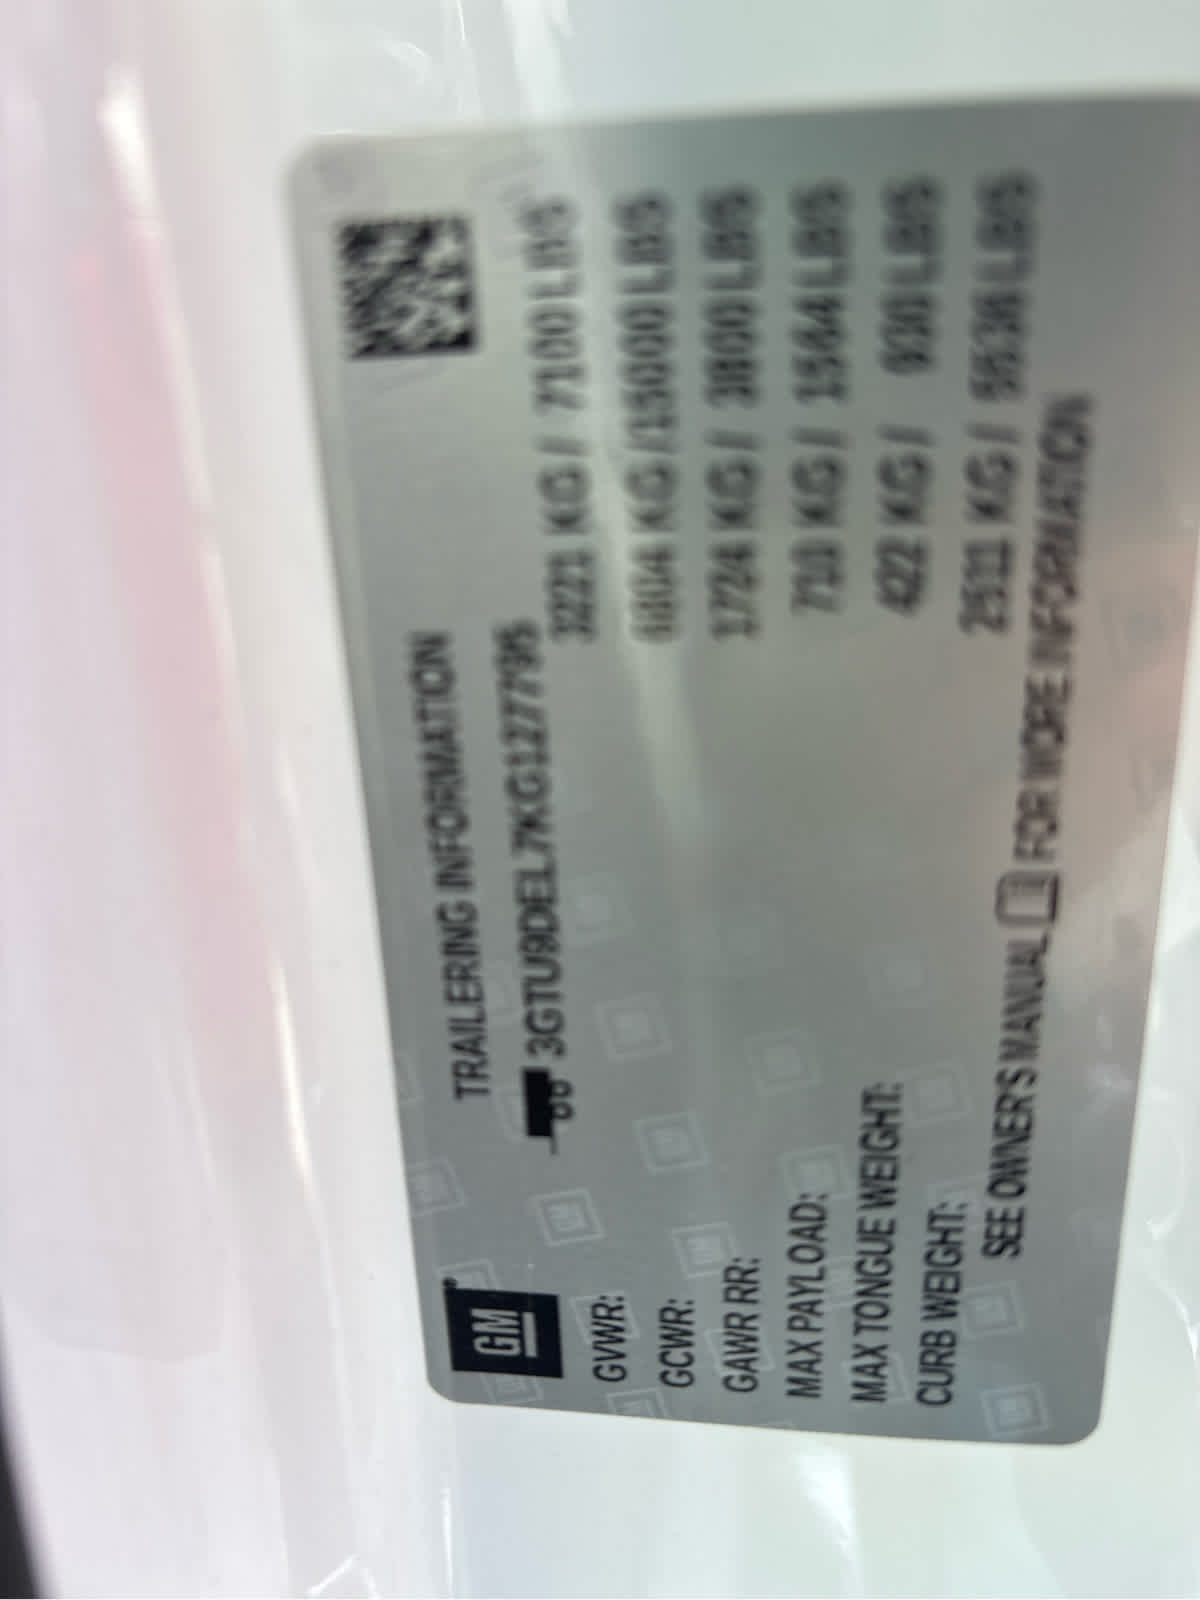 GM
TRAILERING INFORMATION
3GTU9DEL7KG127795
GVWR: 3221 KG / 7100 LBS
GCWR: 6804 KG /15000 LBS
GAWR RR: 1724 KG / 3800 LBS
MAX PAYLOAD: 710 KG / 1564 LBS
MAX TONGUE WEIGHT: 422 KG / 930 LBS
CURB WEIGHT: 2511 KG / 5536 LBS
SEE OWNER'S MANUAL FOR MORE INFORMATION